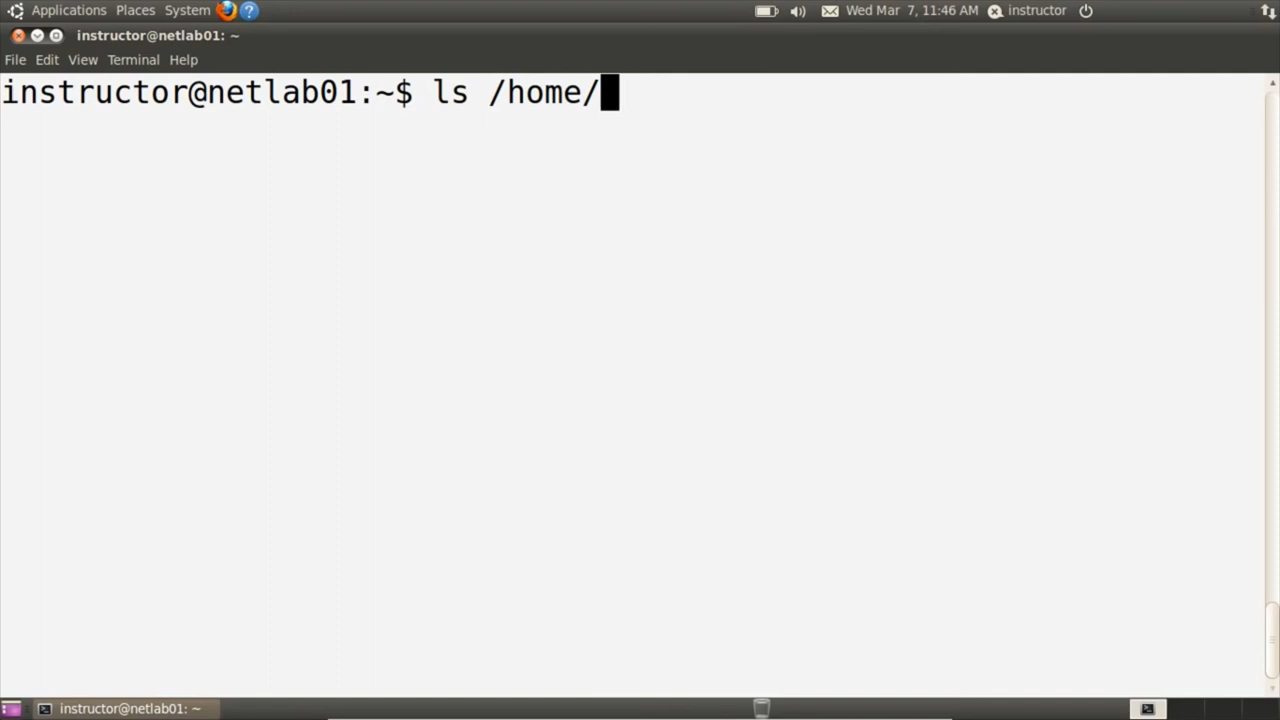 Applications Places System ? Wed Mar 7, 11:46 AM instructor
instructor@netlab01: ~
File Edit View Terminal Help
instructor@netlab01:~$ ls /home/
instructor@netlab01: ~